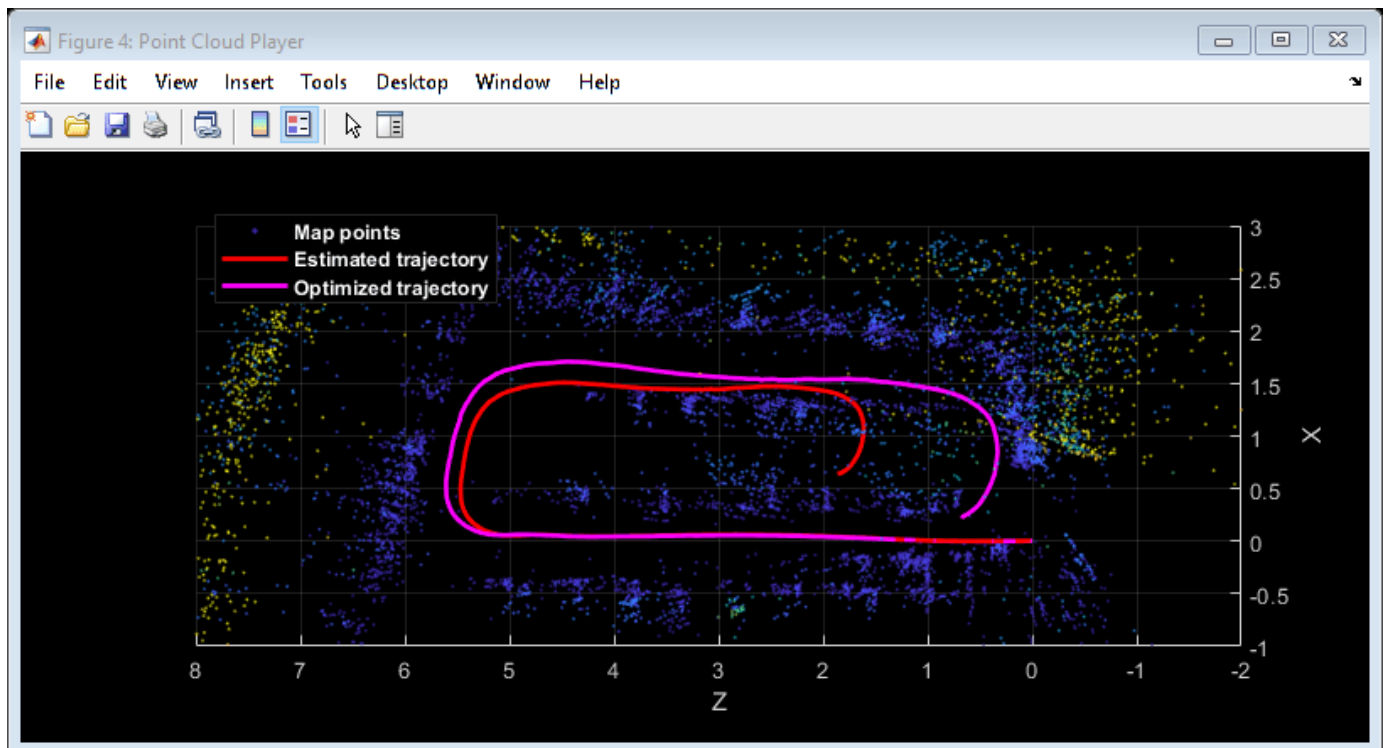 Figure 4: Point Cloud Player
File Edit View Insert Tools Desktop Window Help
Map points
Estimated trajectory
Optimized trajectory
3
2.5
2
1.5
1
0.5
0
-0.5
-1
X
8 7 6 5 4 3 2 1 0 -1 -2
Z